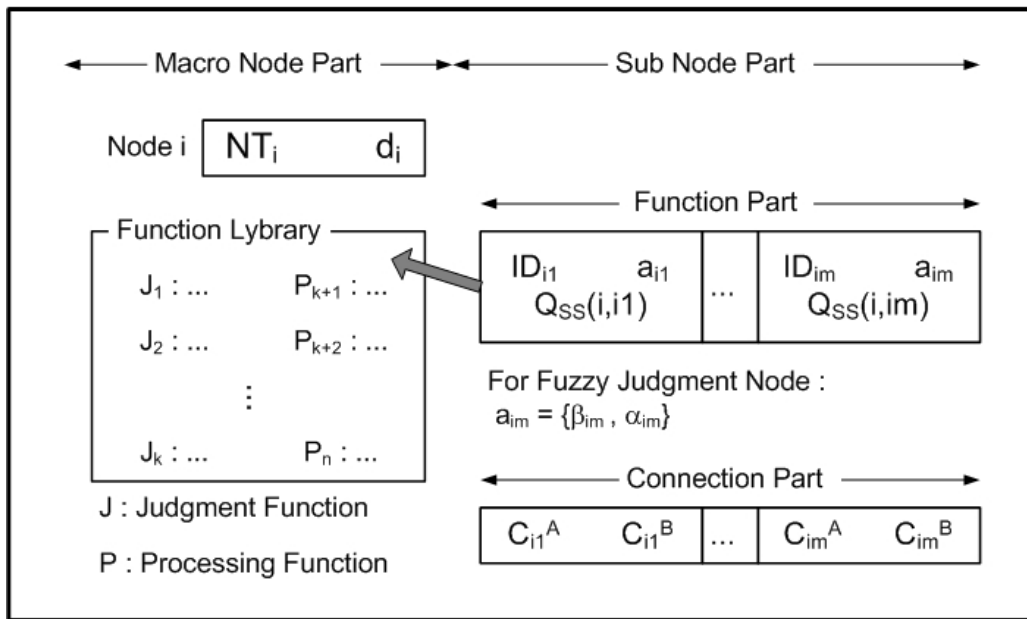 Macro Node Part
Sub Node Part
Node i NTᵢ dᵢ
Function Part
Function Lybrary
IDᵢ₁ aᵢ₁ ... IDᵢₘ aᵢₘ
Q_SS(i,i1) Q_SS(i,im)
J₁ : ... Pₖ₊₁ : ...
J₂ : ... Pₖ₊₂ : ...
⋮
Jₖ : ... Pₙ : ...
For Fuzzy Judgment Node :
aᵢₘ = {βᵢₘ , αᵢₘ}
Connection Part
Cᵢ₁ᴬ Cᵢ₁ᴮ ... Cᵢₘᴬ Cᵢₘᴮ
J : Judgment Function
P : Processing Function